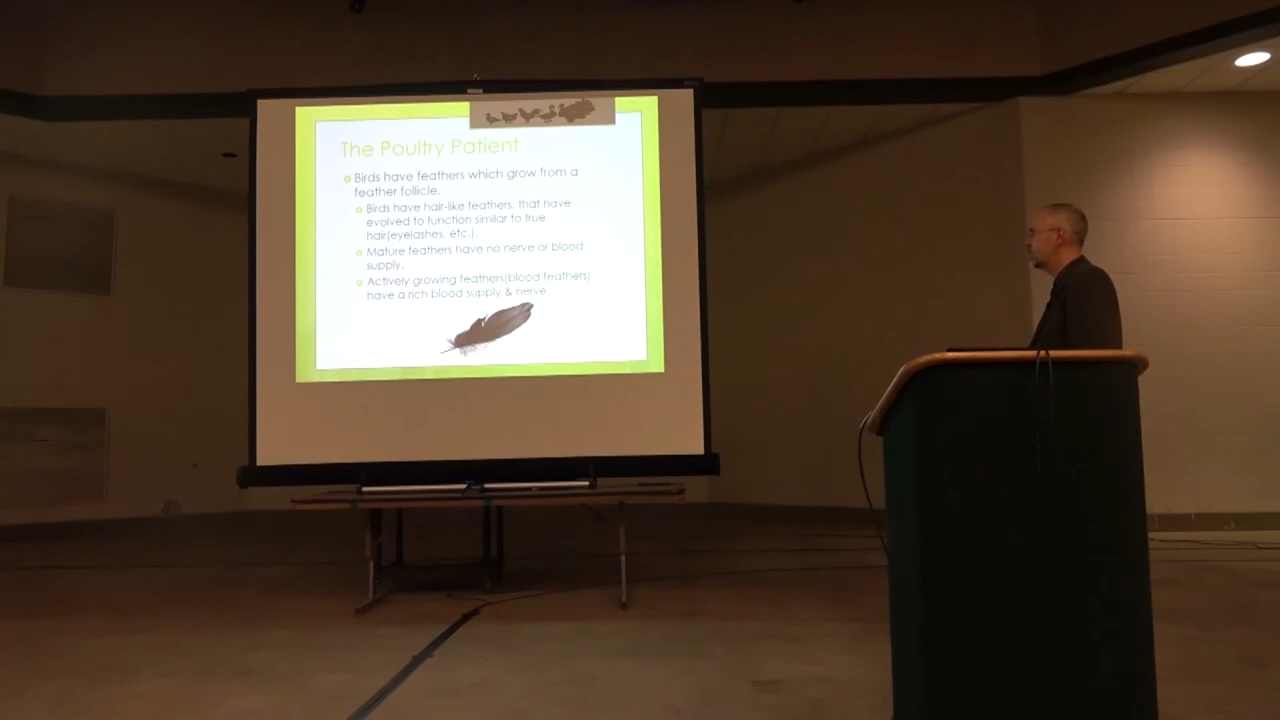 The Poultry Patient
Birds have feathers which grow from a
feather follicle.
Birds have hair-like feathers, that have
evolved to function similar to true
hair(eyelashes, etc.).
Mature feathers have no nerve or blood
supply.
Actively growing feathers(blood feathers)
have a rich blood supply & nerve.